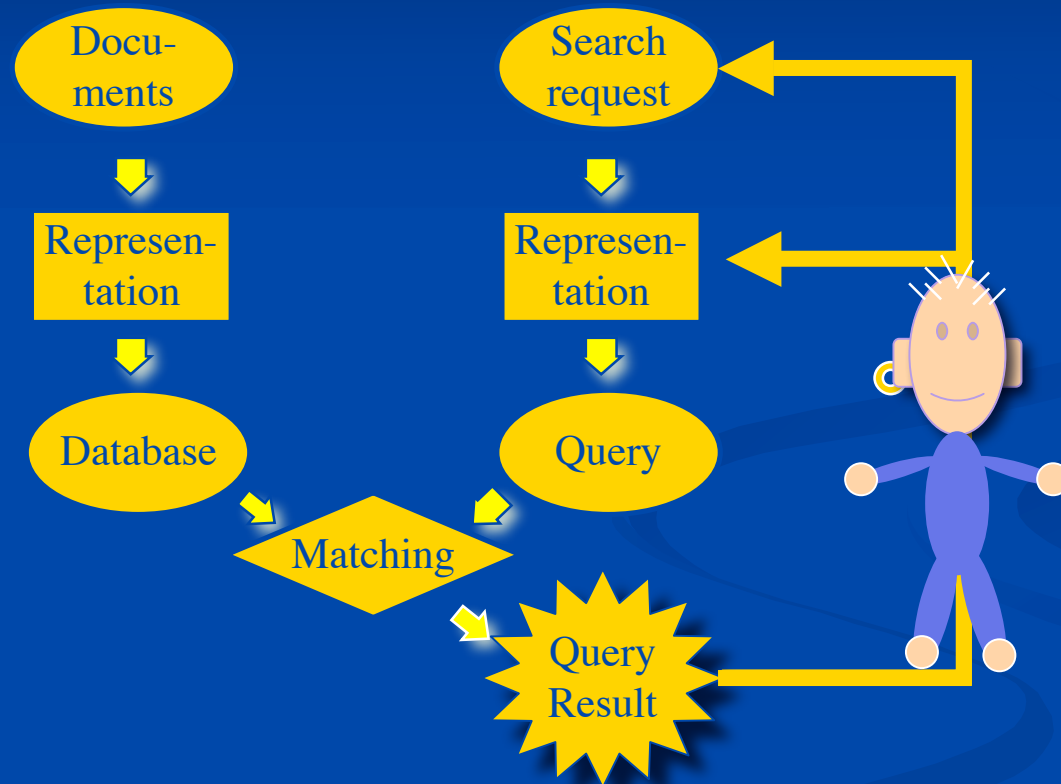 Docu-
ments
Search
request
Represen-
tation
Represen-
tation
Database
Query
Matching
Query
Result